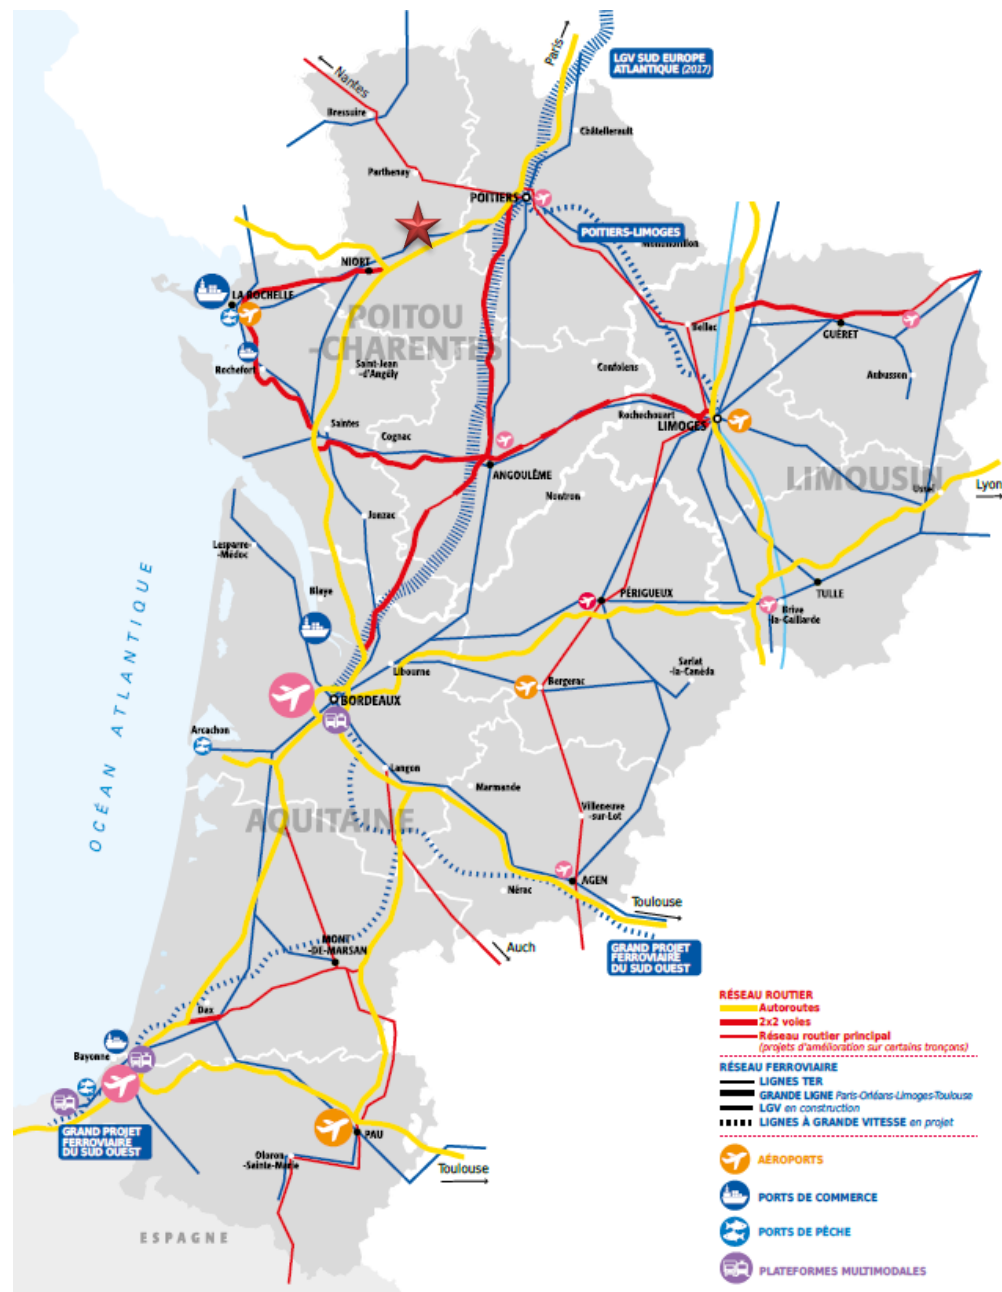 Paris
LGV SUD EUROPE
ATLANTIQUE (2017)
Nantes
Bressuire
Châtellerault
Parthenay
POITIERS
POITIERS-LIMOGES
NIORT
LA ROCHELLE
POITOU
-CHARENTES
Bellac
GUÉRET
Rochefort
Saint-Jean
-d'Angély
Confolens
Aubusson
Saintes
Cognac
Rochechouart
LIMOGES
ANGOULÊME
LIMOUSIN
Ussel
Lyon
Nontron
Jonzac
Lesparre-
-Médoc
Blaye
PÉRIGUEUX
TULLE
Brive
-la-Gaillarde
OCÉAN ATLANTIQUE
Libourne
Sarlat
-la-Canéda
Bergerac
BORDEAUX
Arcachon
Langon
Marmande
Villeneuve
-sur-Lot
AQUITAINE
AGEN
Nérac
Toulouse
MONT
-DE-MARSAN
Auch
GRAND PROJET
FERROVIAIRE
DU SUD OUEST
Dax
Bayonne
GRAND PROJET
FERROVIAIRE
DU SUD OUEST
PAU
Oloron
-Sainte-Marie
Toulouse
ESPAGNE
RÉSEAU ROUTIER
Autoroutes
2x2 voies
Réseau routier principal
(projets d'amélioration sur certains tronçons)
RÉSEAU FERROVIAIRE
LIGNES TER
GRANDE LIGNE Paris-Orléans-Limoges-Toulouse
LGV en construction
LIGNES À GRANDE VITESSE en projet
AÉROPORTS
PORTS DE COMMERCE
PORTS DE PÊCHE
PLATEFORMES MULTIMODALES